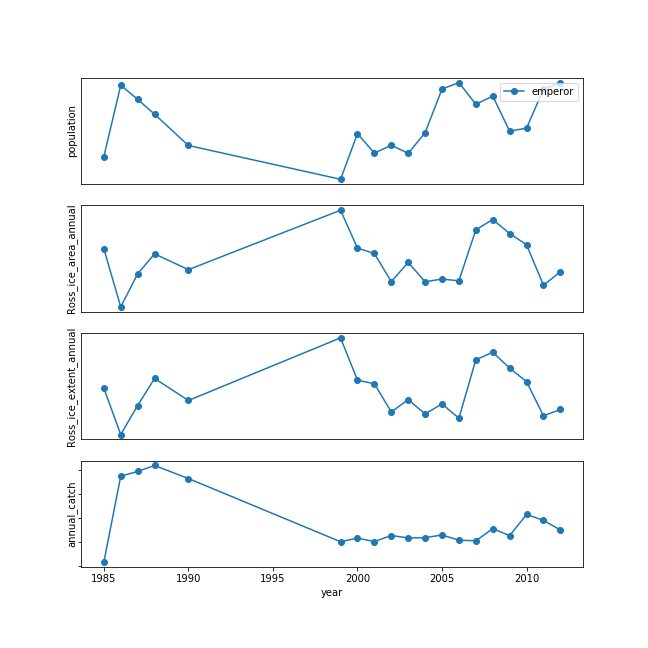 population
emperor
Ross_ice_area_annual
Ross_ice_extent_annual
annual_catch
1985 1990 1995 2000 2005 2010
year